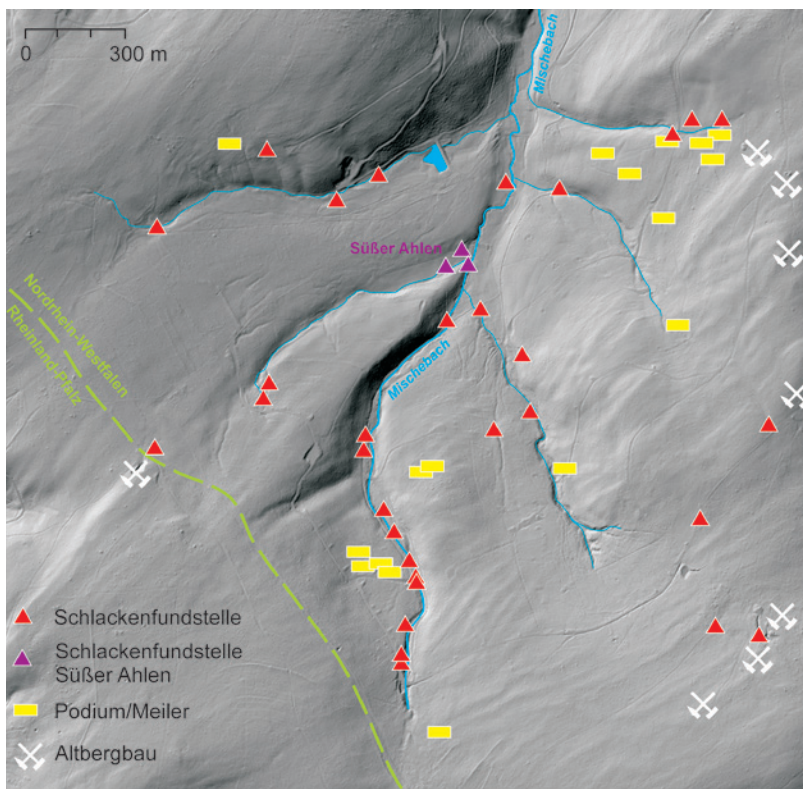 0 300 m
Mischebach
Süßer Ahlen
Nordrhein-Westfalen
Rheinland-Pfalz
Mischebach
Schlackenfundstelle
Schlackenfundstelle
Süßer Ahlen
Podium/Meiler
Altbergbau